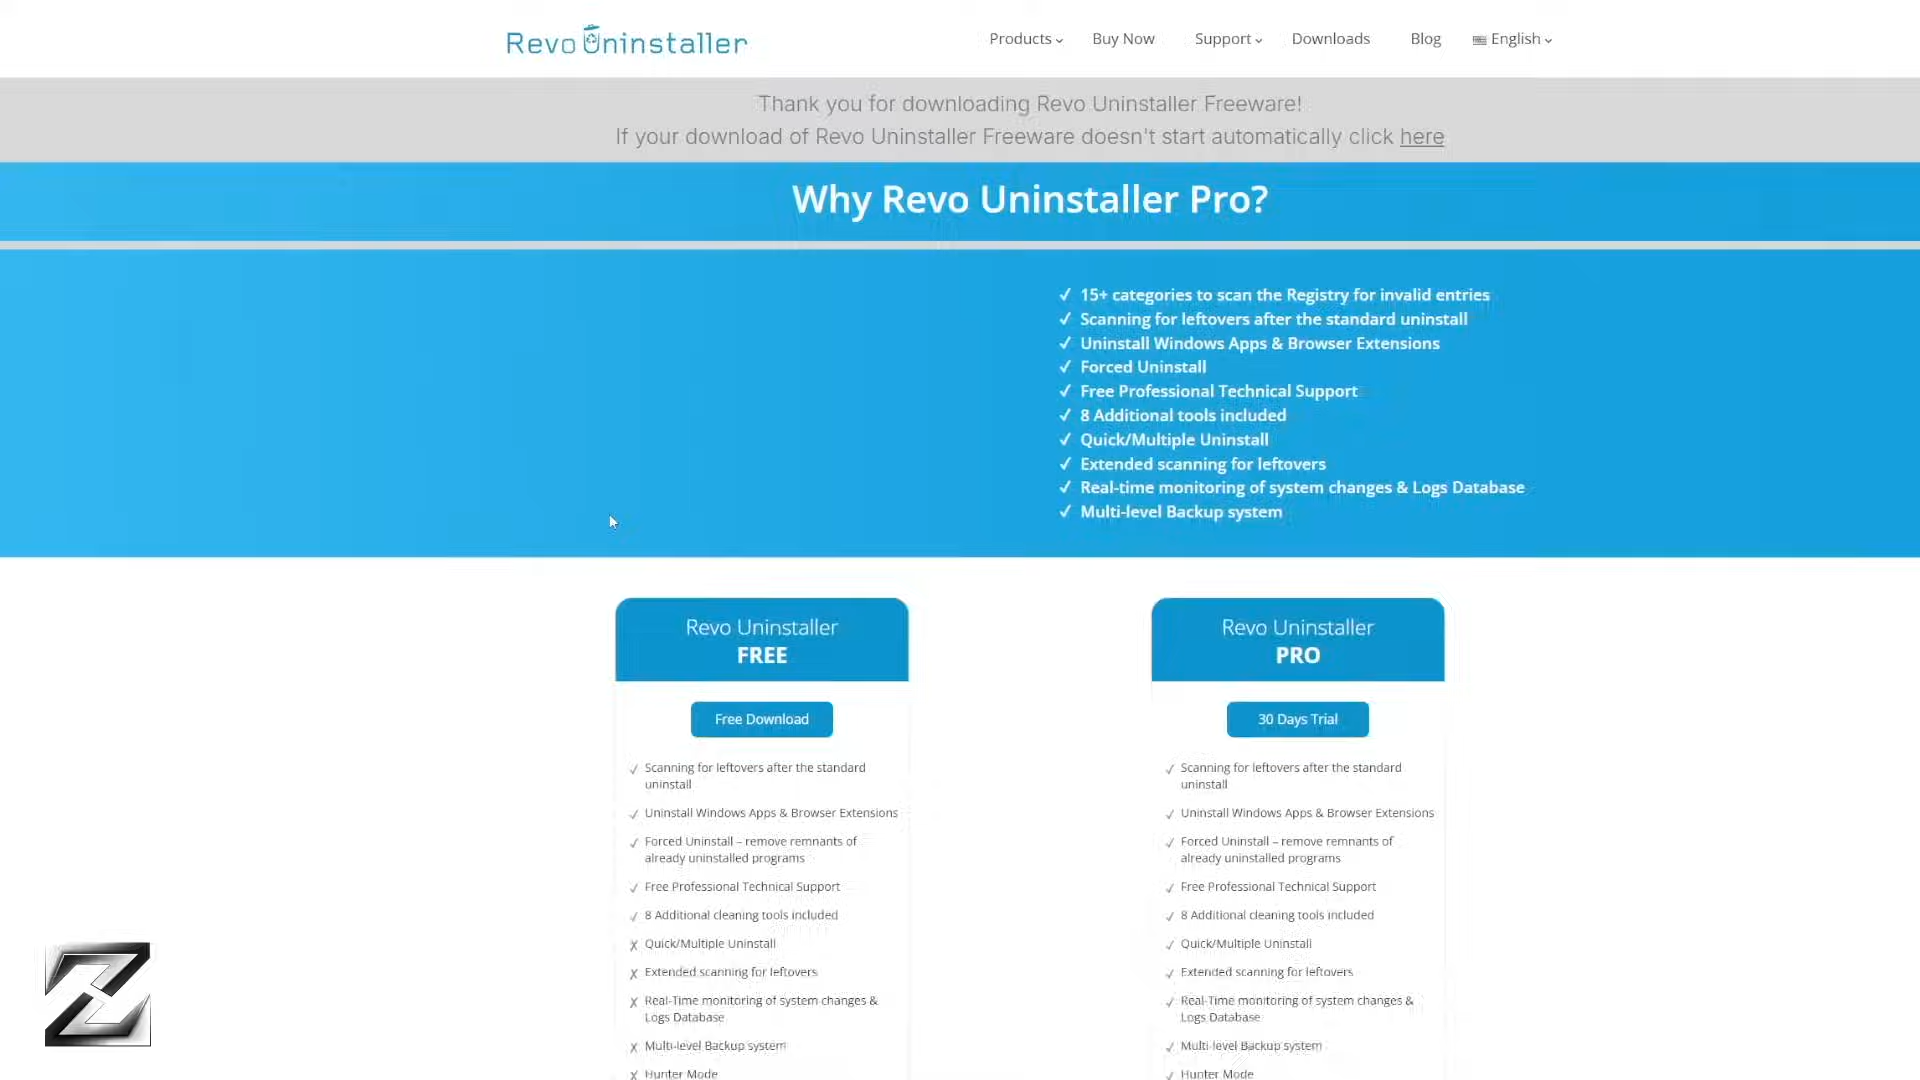 Revo Uninstaller
Products
Buy Now
Support
Downloads
Blog
English
Thank you for downloading Revo Uninstaller Freeware!
If your download of Revo Uninstaller Freeware doesn't start automatically click here
Why Revo Uninstaller Pro?
✓ 15+ categories to scan the Registry for invalid entries
✓ Scanning for leftovers after the standard uninstall
✓ Uninstall Windows Apps & Browser Extensions
✓ Forced Uninstall
✓ Free Professional Technical Support
✓ 8 Additional tools included
✓ Quick/Multiple Uninstall
✓ Extended scanning for leftovers
✓ Real-time monitoring of system changes & Logs Database
✓ Multi-level Backup system
Revo Uninstaller
FREE
Free Download
✓ Scanning for leftovers after the standard
uninstall
✓ Uninstall Windows Apps & Browser Extensions
✓ Forced Uninstall – remove remnants of
already uninstalled programs
✓ Free Professional Technical Support
✓ 8 Additional cleaning tools included
✗ Quick/Multiple Uninstall
✗ Extended scanning for leftovers
✗ Real-Time monitoring of system changes &
Logs Database
✗ Multi-level Backup system
✗ Hunter Mode
Revo Uninstaller
PRO
30 Days Trial
✓ Scanning for leftovers after the standard
uninstall
✓ Uninstall Windows Apps & Browser Extensions
✓ Forced Uninstall – remove remnants of
already uninstalled programs
✓ Free Professional Technical Support
✓ 8 Additional cleaning tools included
✓ Quick/Multiple Uninstall
✓ Extended scanning for leftovers
✓ Real-Time monitoring of system changes &
Logs Database
✓ Multi-level Backup system
✓ Hunter Mode